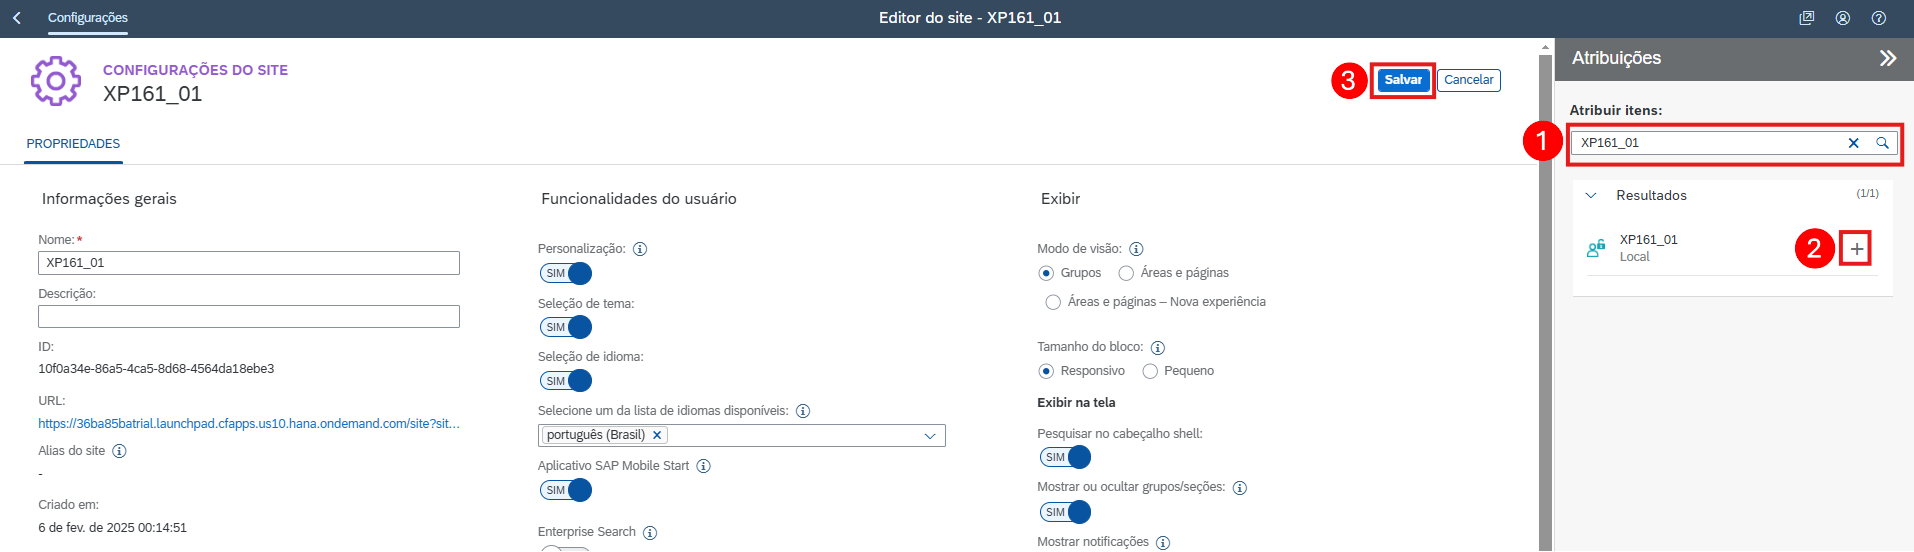 Configurações
Editor do site - XP161_01
CONFIGURAÇÕES DO SITE
XP161_01
3
Salvar
Cancelar
PROPRIEDADES
Informações gerais
Nome: *
XP161_01
Descrição:
ID:
10f0a34e-86a5-4ca5-8d68-4564da18ebe3
URL:
https://36ba85batrial.launchpad.cfapps.us10.hana.ondemand.com/site?sit...
Alias do site
-
Criado em:
6 de fev. de 2025 00:14:51
Funcionalidades do usuário
Personalização:
SIM
Seleção de tema:
SIM
Seleção de idioma:
SIM
Selecione um da lista de idiomas disponíveis:
português (Brasil)
Aplicativo SAP Mobile Start
SIM
Enterprise Search
Exibir
Modo de visão:
Grupos
Áreas e páginas
Áreas e páginas – Nova experiência
Tamanho do bloco:
Responsivo
Pequeno
Exibir na tela
Pesquisar no cabeçalho shell:
SIM
Mostrar ou ocultar grupos/seções:
SIM
Mostrar notificações
Atribuições
Atribuir itens:
1
XP161_01
Resultados
(1/1)
XP161_01
Local
2